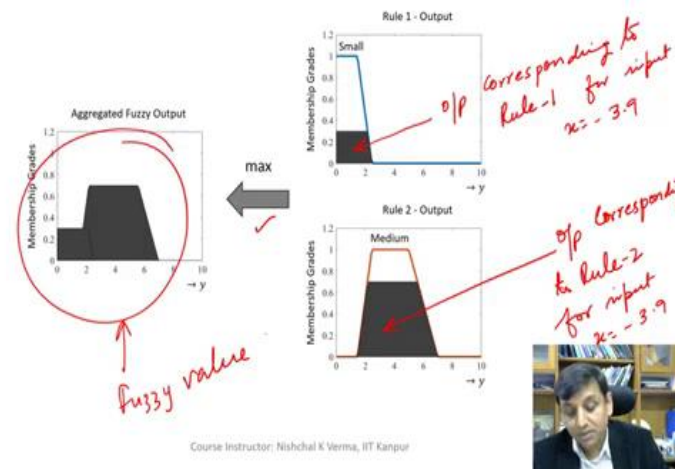 Rule 1 - Output
Membership Grades
1.2
1
0.8
0.6
0.4
0.2
0
Small
0 2 4 6 8 10
→ y
o/p corresponding to
Rule-1 for input
x = - 3.9
Aggregated Fuzzy Output
Membership Grades
1.2
1
0.8
0.6
0.4
0.2
0
0 2 4 6 8 10
→ y
max
Rule 2 - Output
Membership Grades
1.2
1
0.8
0.6
0.4
0.2
0
Medium
0 2 4 6 8 10
→ y
o/p correspondi
to Rule-2
for input
x = - 3.9
fuzzy value
Course Instructor: Nishchal K Verma, IIT Kanpur